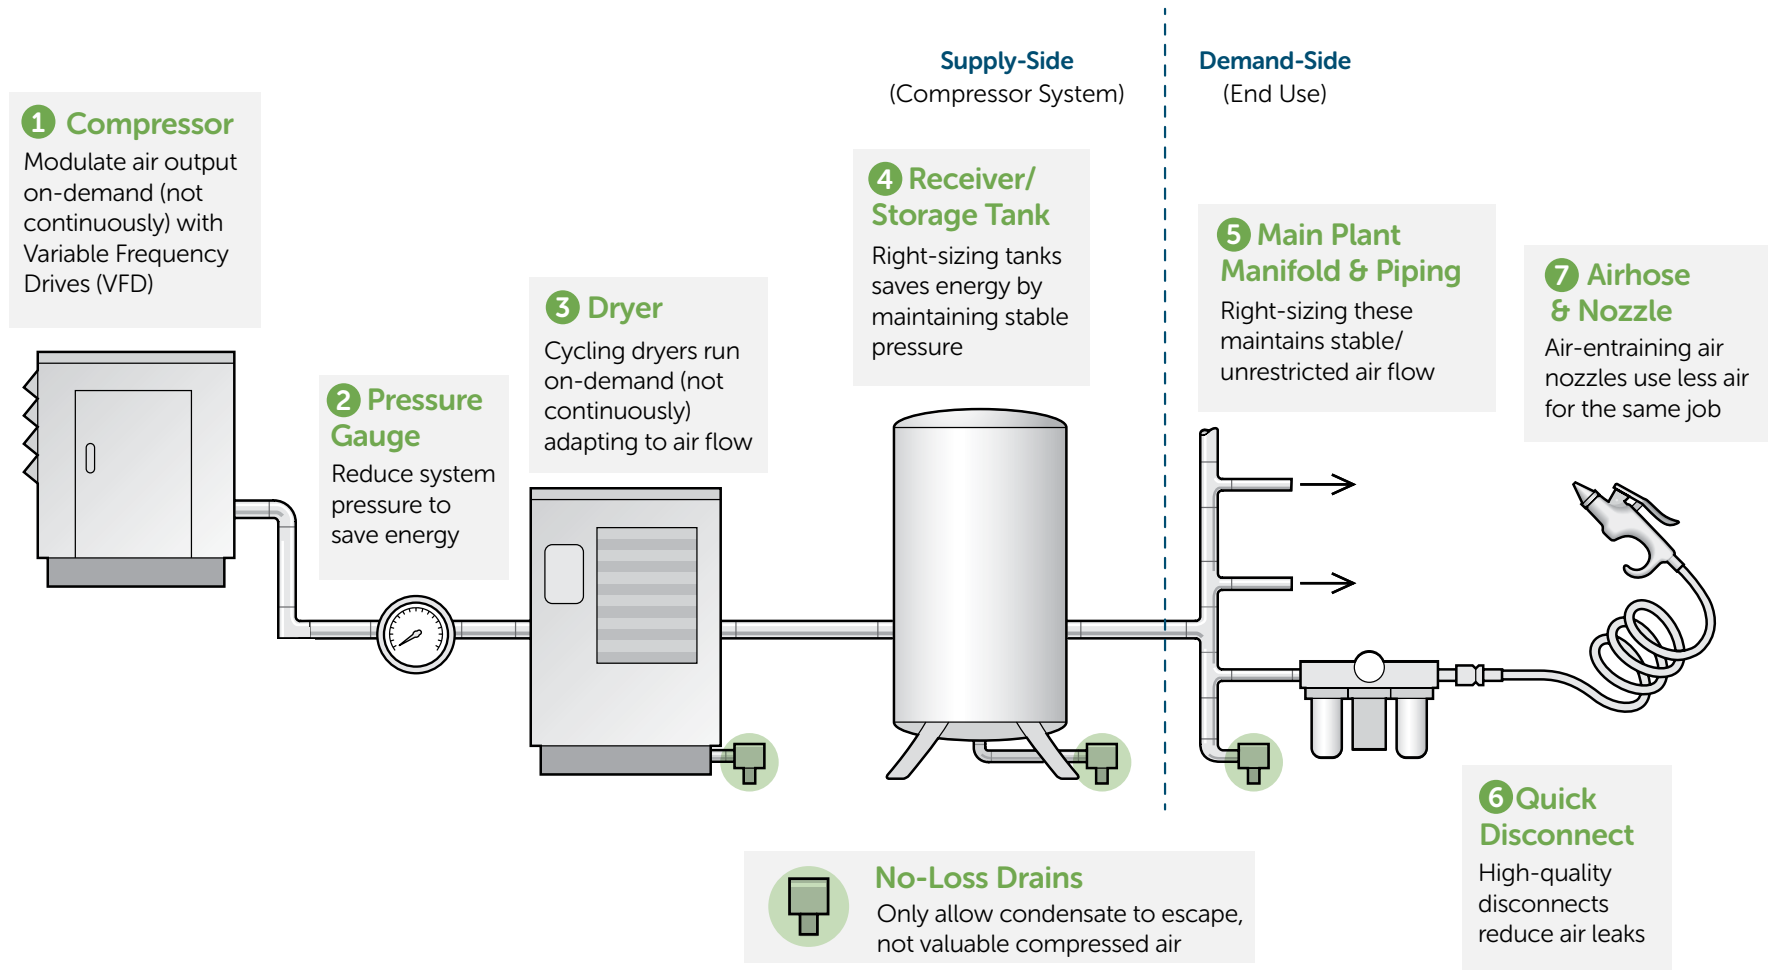 Supply-Side
(Compressor System)
Demand-Side
(End Use)
1 Compressor
Modulate air output
on-demand (not
continuously) with
Variable Frequency
Drives (VFD)
2 Pressure
Gauge
Reduce system
pressure to
save energy
3 Dryer
Cycling dryers run
on-demand (not
continuously)
adapting to air flow
4 Receiver/
Storage Tank
Right-sizing tanks
saves energy by
maintaining stable
pressure
5 Main Plant
Manifold & Piping
Right-sizing these
maintains stable/
unrestricted air flow
7 Airhose
& Nozzle
Air-entraining air
nozzles use less air
for the same job
6 Quick
Disconnect
High-quality
disconnects
reduce air leaks
No-Loss Drains
Only allow condensate to escape,
not valuable compressed air